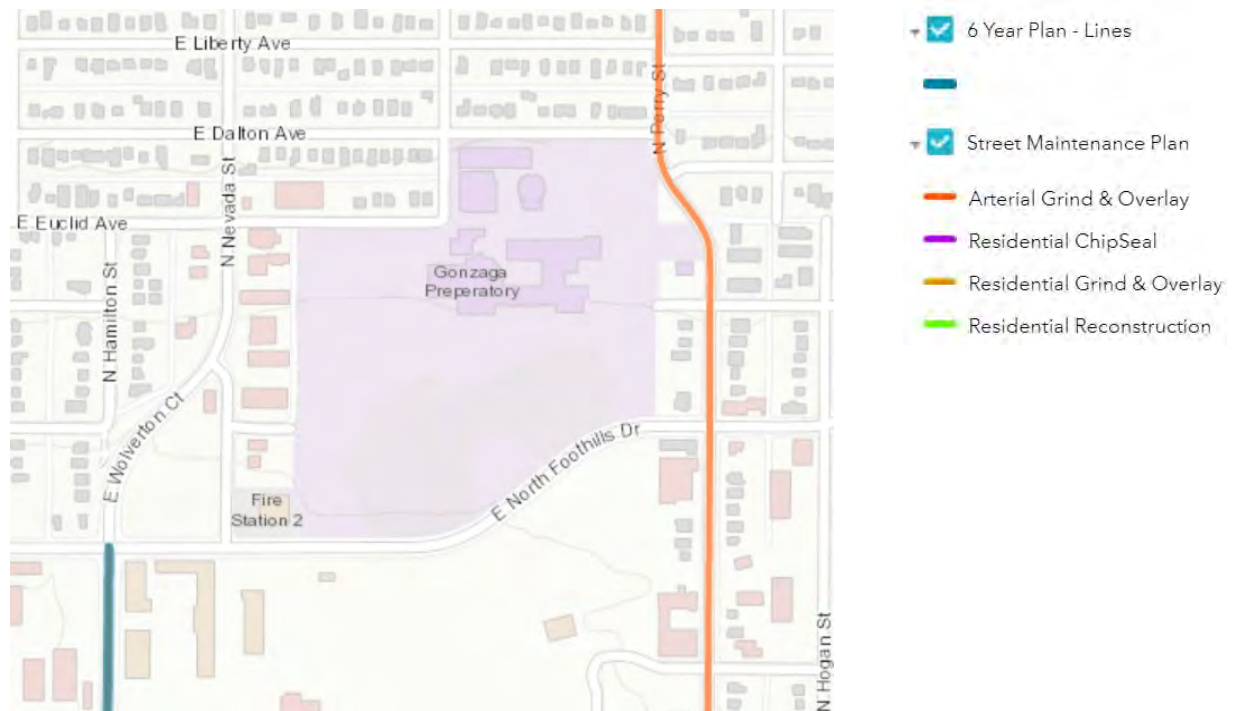 E Liberty Ave
N Perry St
E Dalton Ave
N Nevada St
E Euclid Ave
N Hamilton St
Gonzaga
Preperatory
E Wolverton Ct
E North Foothills Dr
Fire
Station 2
N Hogan St
6 Year Plan - Lines
Street Maintenance Plan
Arterial Grind & Overlay
Residential ChipSeal
Residential Grind & Overlay
Residential Reconstruction